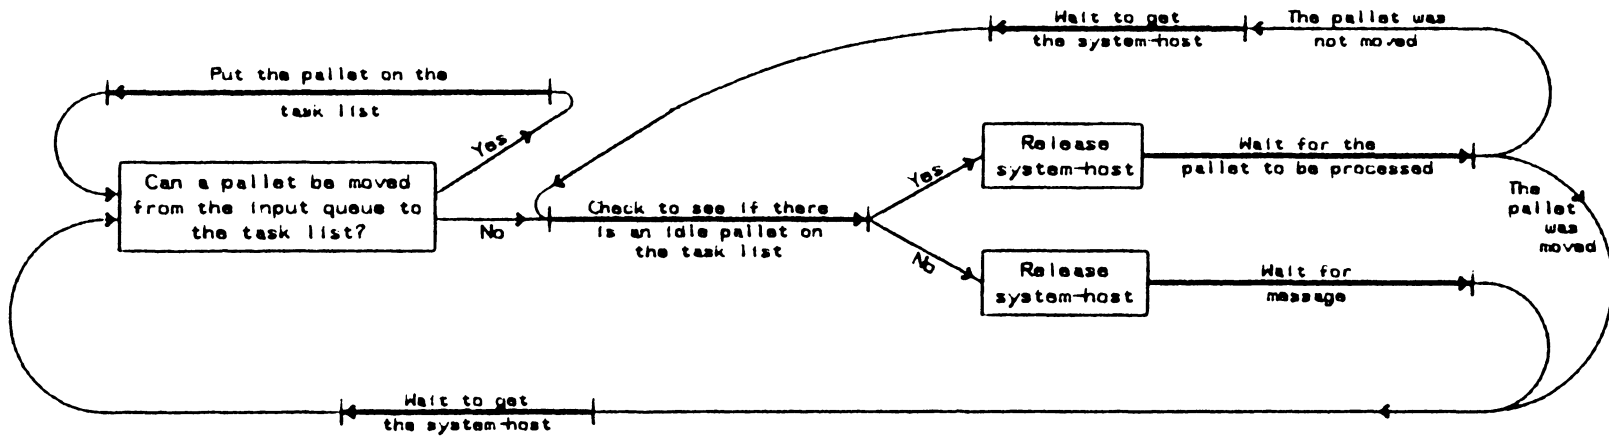 Wait to get
the system-host
The pallet was
not moved
Put the pallet on the
task list
Yes
Can a pallet be moved
from the input queue to
the task list?
No
Check to see if there
is an idle pallet on
the task list
Yes
No
Release
system-host
Wait for the
pallet to be processed
The
pallet
was
moved
Release
system-host
Wait for
message
Wait to get
the system-host